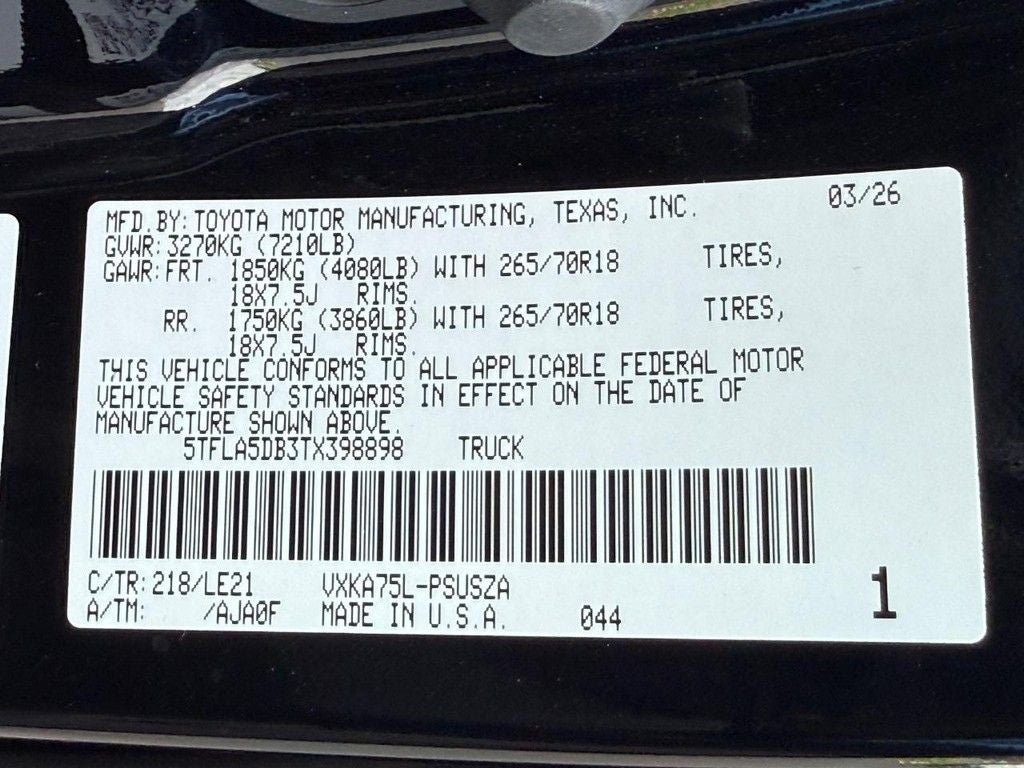 MFD.BY: TOYOTA MOTOR MANUFACTURING, TEXAS, INC. 03/26
GVWR: 3270KG (7210LB)
GAWR: FRT. 1850KG (4080LB) WITH 265/70R18 TIRES,
18X7.5J RIMS.
RR. 1750KG (3860LB) WITH 265/70R18 TIRES,
18X7.5J RIMS.
THIS VEHICLE CONFORMS TO ALL APPLICABLE FEDERAL MOTOR
VEHICLE SAFETY STANDARDS IN EFFECT ON THE DATE OF
MANUFACTURE SHOWN ABOVE.
5TFLA5DB3TX398898 TRUCK
C/TR: 218/LE21 VXKA75L-PSUSZA
A/TM: /AJA0F MADE IN U.S.A. 044 1